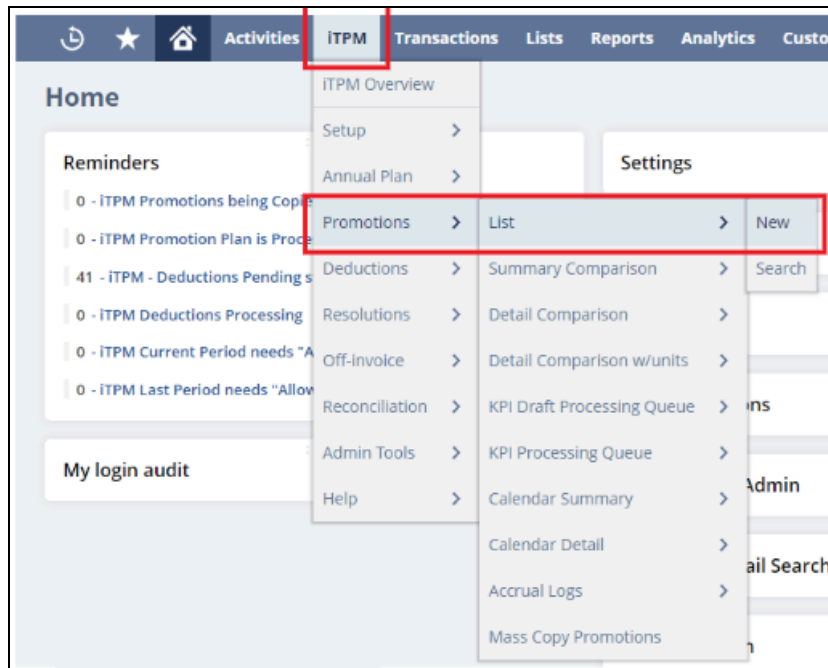 Activities iTPM Transactions Lists Reports Analytics Custo
Home
iTPM Overview
Setup
Annual Plan
Promotions
Deductions
Resolutions
Off-invoice
Reconciliation
Admin Tools
Help
List
Summary Comparison
Detail Comparison
Detail Comparison w/units
KPI Draft Processing Queue
KPI Processing Queue
Calendar Summary
Calendar Detail
Accrual Logs
Mass Copy Promotions
New
Search
Reminders
0 - iTPM Promotions being Copie
0 - iTPM Promotion Plan is Proce
41 - iTPM - Deductions Pending s
0 - iTPM Deductions Processing
0 - iTPM Current Period needs "A
0 - iTPM Last Period needs "Allow
My login audit
Settings
ons
Admin
ail Search